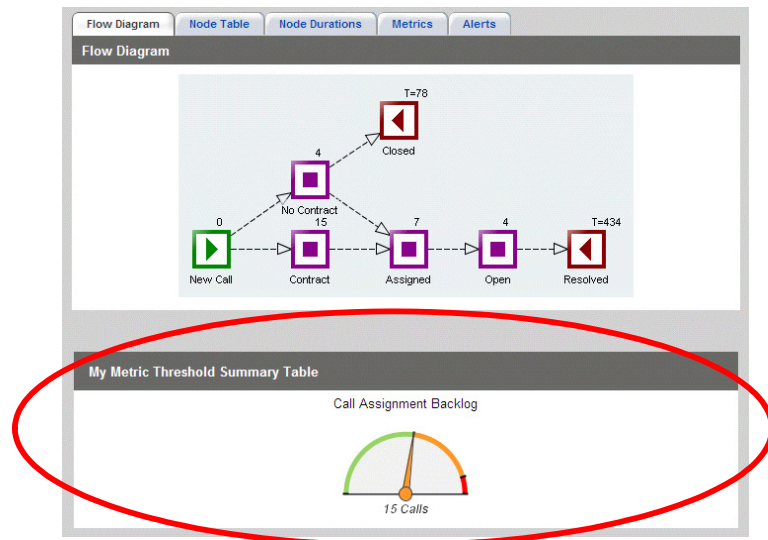 Flow Diagram Node Table Node Durations Metrics Alerts
Flow Diagram
T=78
Closed
4
No Contract
0 15 7 4 T=434
New Call Contract Assigned Open Resolved
My Metric Threshold Summary Table
Call Assignment Backlog
15 Calls